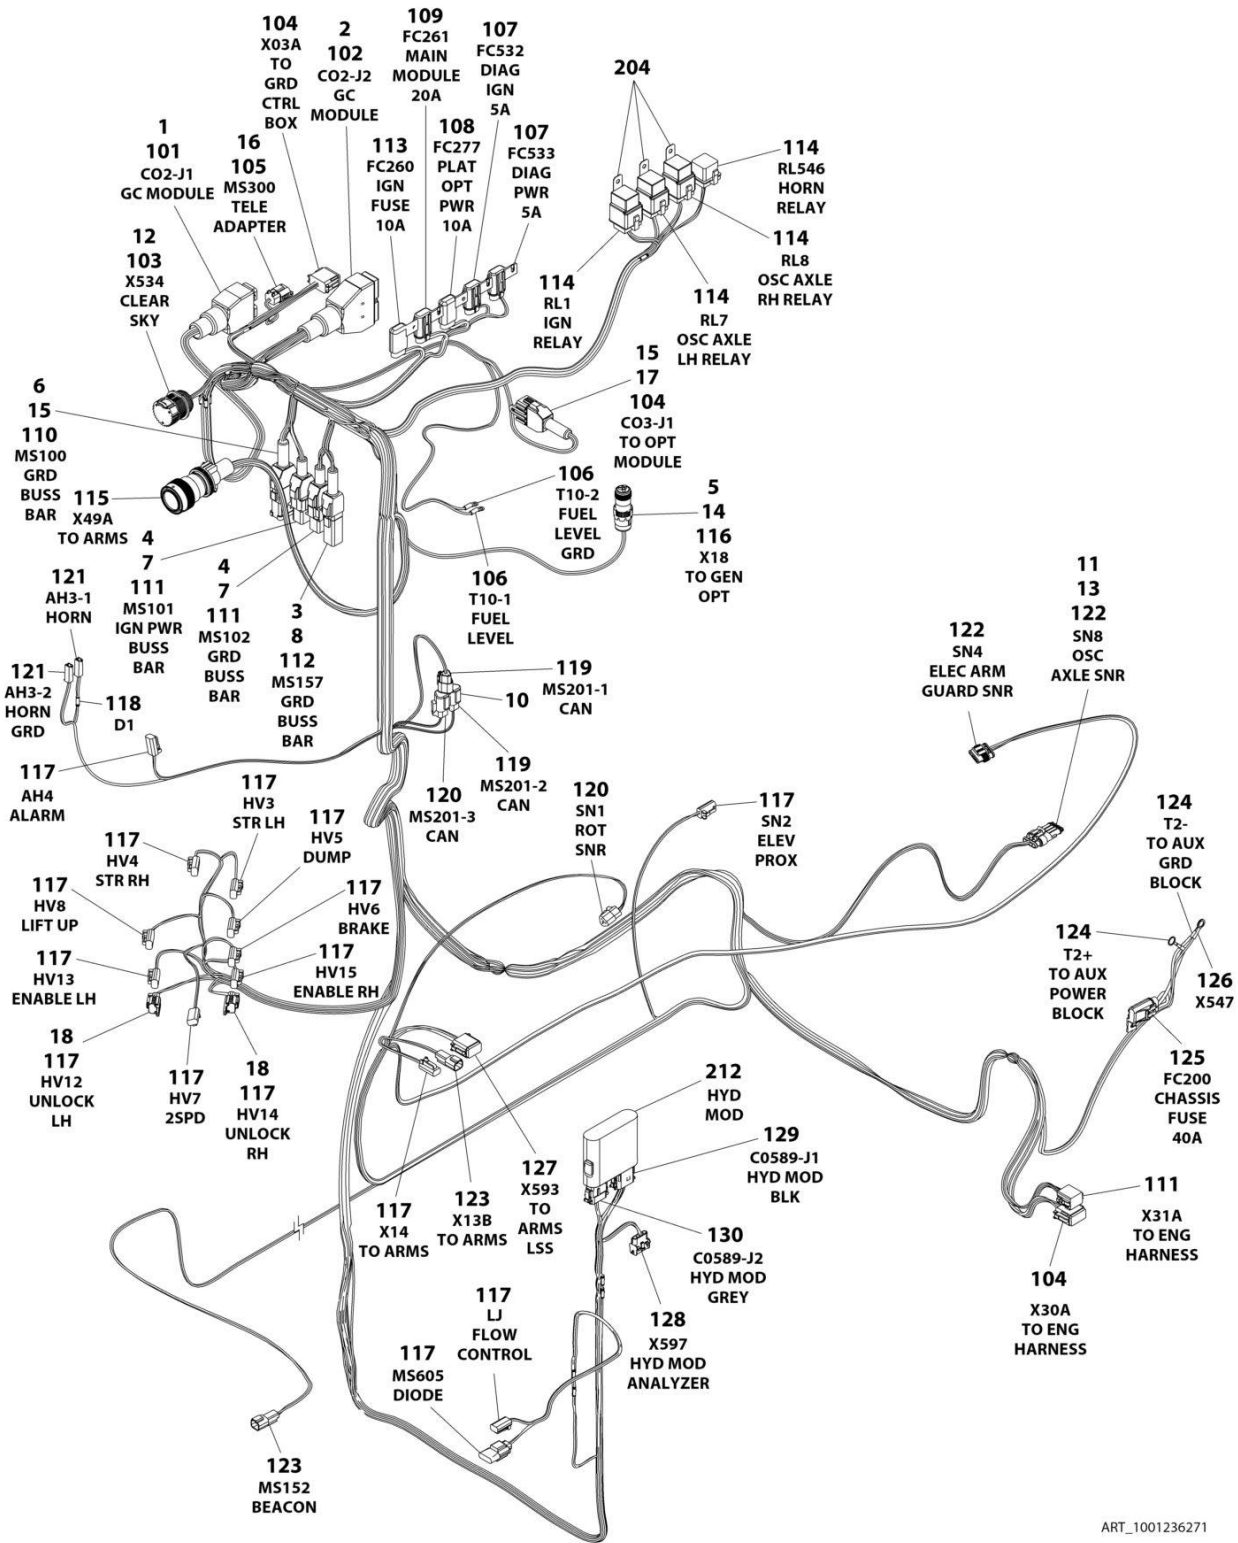 104
X03A
TO
GRD
CTRL
BOX
2
102
CO2-J2
GC
MODULE
109
FC261
MAIN
MODULE
20A
107
FC532
DIAG
IGN
5A
204
1
101
CO2-J1
GC MODULE
16
105
MS300
TELE
ADAPTER
113
FC260
IGN
FUSE
10A
108
FC277
PLAT
OPT
PWR
10A
107
FC533
DIAG
PWR
5A
114
RL546
HORN
RELAY
12
103
X534
CLEAR
SKY
114
RL1
IGN
RELAY
114
RL7
OSC AXLE
LH RELAY
114
RL8
OSC AXLE
RH RELAY
6
15
110
MS100
GRD
BUSS
BAR
15
17
104
CO3-J1
TO OPT
MODULE
115
X49A
TO ARMS
106
T10-2
FUEL
LEVEL
GRD
5
14
116
X18
TO GEN
OPT
4
7
111
MS101
IGN PWR
BUSS
BAR
4
7
111
MS102
GRD
BUSS
BAR
3
8
112
MS157
GRD
BUSS
BAR
106
T10-1
FUEL
LEVEL
121
AH3-1
HORN
121
AH3-2
HORN
GRD
118
D1
119
MS201-1
CAN
10
119
MS201-2
CAN
120
MS201-3
CAN
122
SN4
ELEC ARM
GUARD SNR
11
13
122
SN8
OSC
AXLE SNR
117
AH4
ALARM
117
HV3
STR LH
117
HV4
STR RH
117
HV5
DUMP
120
SN1
ROT
SNR
117
SN2
ELEV
PROX
124
T2-
TO AUX
GRD
BLOCK
117
HV8
LIFT UP
117
HV6
BRAKE
117
HV13
ENABLE LH
117
HV15
ENABLE RH
124
T2+
TO AUX
POWER
BLOCK
126
X547
18
117
HV12
UNLOCK
LH
117
HV7
2SPD
18
117
HV14
UNLOCK
RH
125
FC200
CHASSIS
FUSE
40A
212
HYD
MOD
129
C0589-J1
HYD MOD
BLK
117
X14
TO ARMS
123
X13B
TO ARMS
127
X593
TO
ARMS
LSS
130
C0589-J2
HYD MOD
GREY
111
X31A
TO ENG
HARNESS
104
X30A
TO ENG
HARNESS
117
LJ
FLOW
CONTROL
128
X597
HYD MOD
ANALYZER
117
MS605
DIODE
123
MS152
BEACON
ART_1001236271